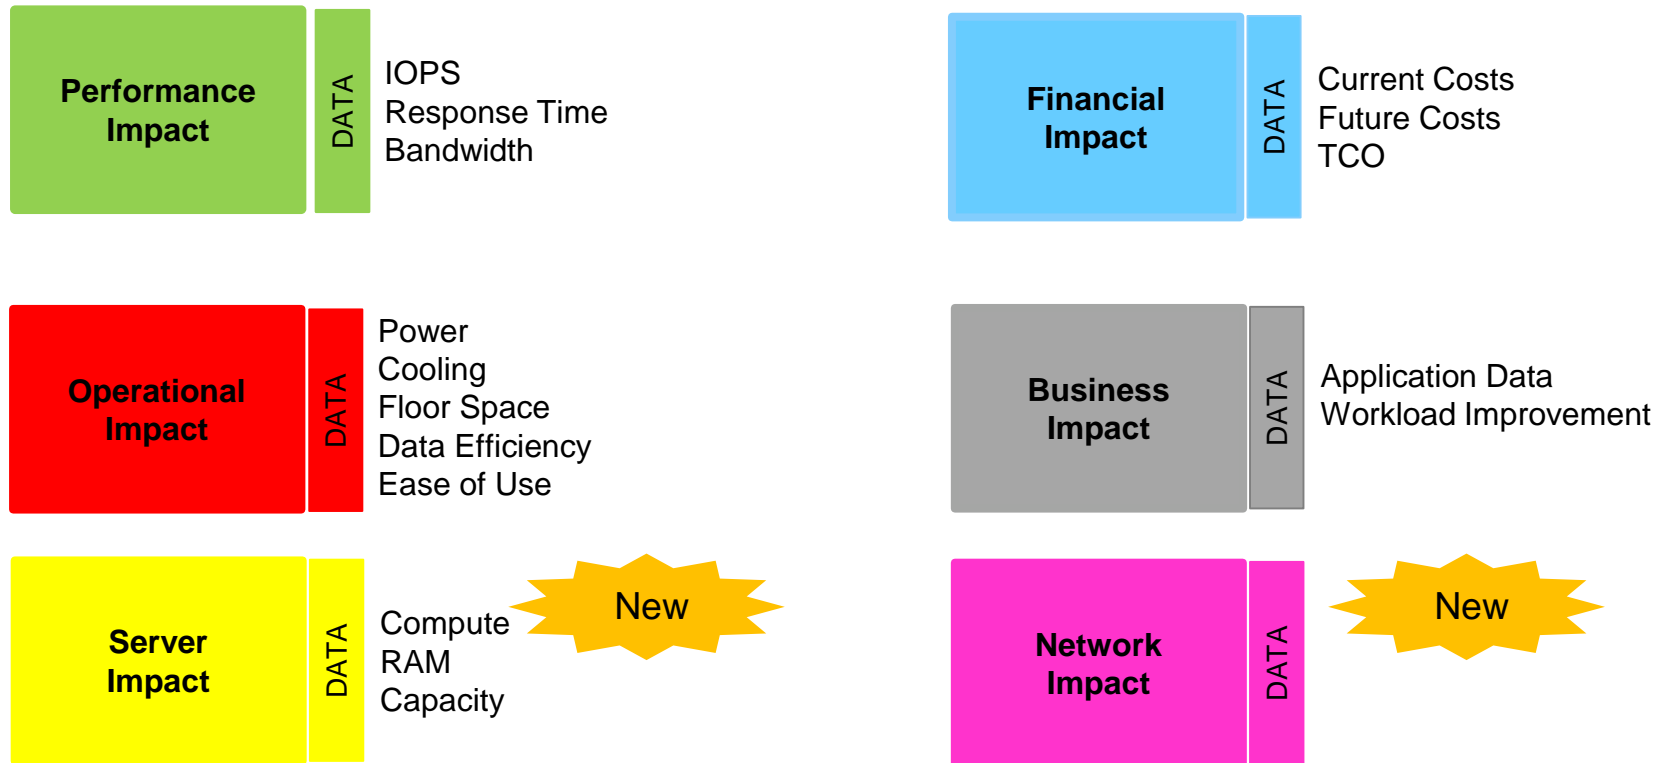 Performance
Impact
DATA
IOPS
Response Time
Bandwidth
Financial
Impact
DATA
Current Costs
Future Costs
TCO
Operational
Impact
DATA
Power
Cooling
Floor Space
Data Efficiency
Ease of Use
Business
Impact
DATA
Application Data
Workload Improvement
Server
Impact
DATA
Compute
RAM
Capacity
New
Network
Impact
DATA
New